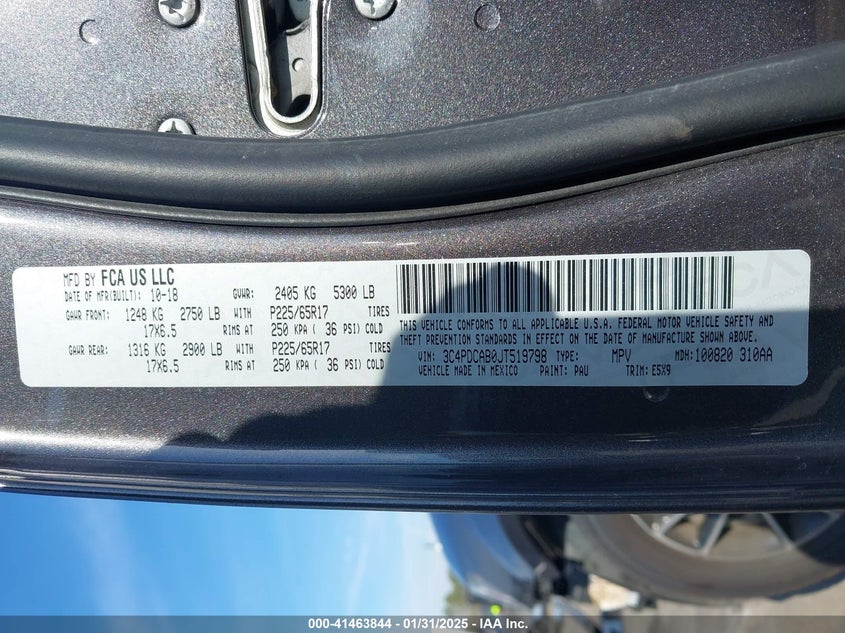 MFD BY FCA US LLC
DATE OF MFR(BUILT): 10-18 GVWR: 2405 KG 5300 LB
GAWR FRONT: 1248 KG 2750 LB WITH P225/65R17 TIRES
17X6.5 RIMS AT 250 KPA ( 36 PSI) COLD
GAWR REAR: 1316 KG 2900 LB WITH P225/65R17 TIRES
17X6.5 RIMS AT 250 KPA ( 36 PSI) COLD
THIS VEHICLE CONFORMS TO ALL APPLICABLE U.S.A. FEDERAL MOTOR VEHICLE SAFETY AND
THEFT PREVENTION STANDARDS IN EFFECT ON THE DATE OF MANUFACTURE SHOWN ABOVE.
VIN: 3C4PDCAB0JT519798 TYPE: MPV MDH: 100820 310AA
VEHICLE MADE IN MEXICO PAINT: PAU TRIM: E5X9
000-41463844 / 01/31/2025 - IAA Inc.